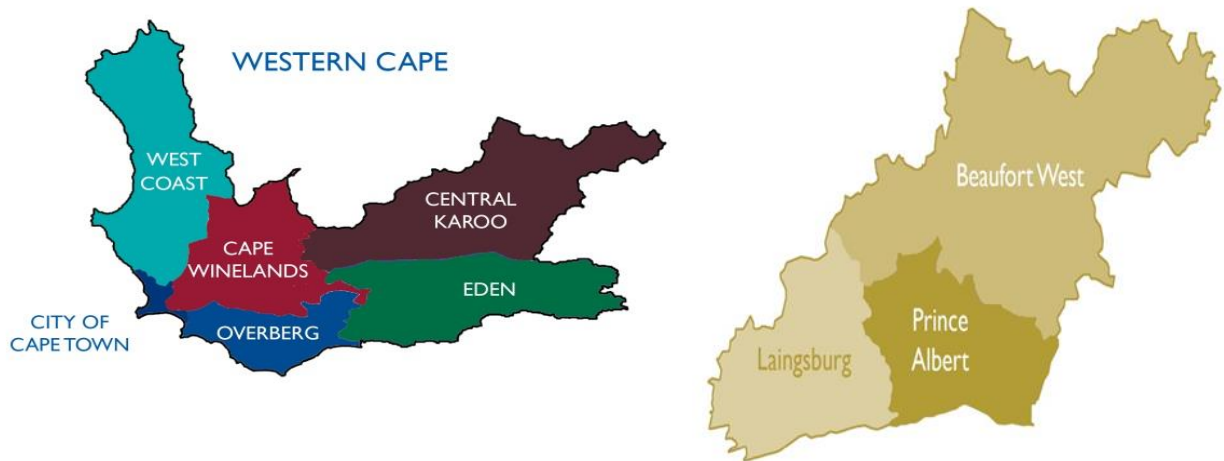 WESTERN CAPE
WEST
COAST
CENTRAL
KAROO
CAPE
WINELANDS
EDEN
OVERBERG
CITY OF
CAPE TOWN
Beaufort West
Prince
Albert
Laingsburg